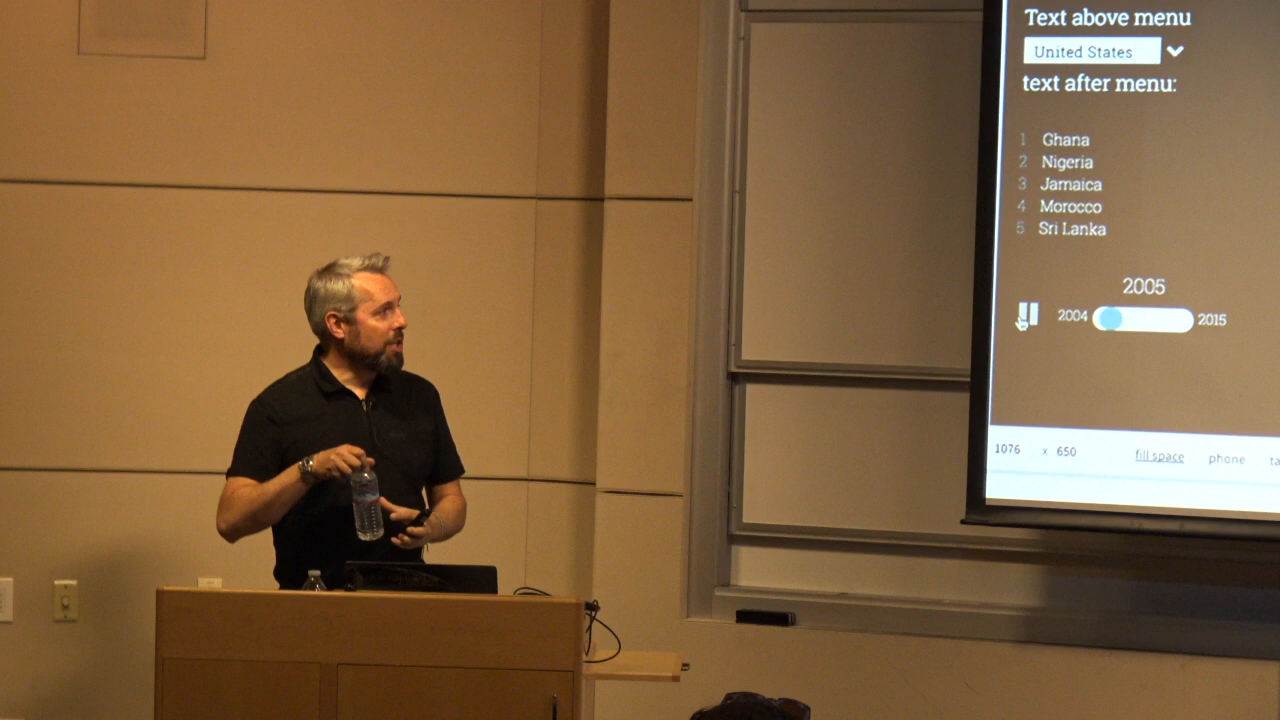 Text above menu
United States
text after menu:
1 Ghana
2 Nigeria
3 Jamaica
4 Morocco
5 Sri Lanka
2005
2004 2015
1076 x 650 fill space phone ta